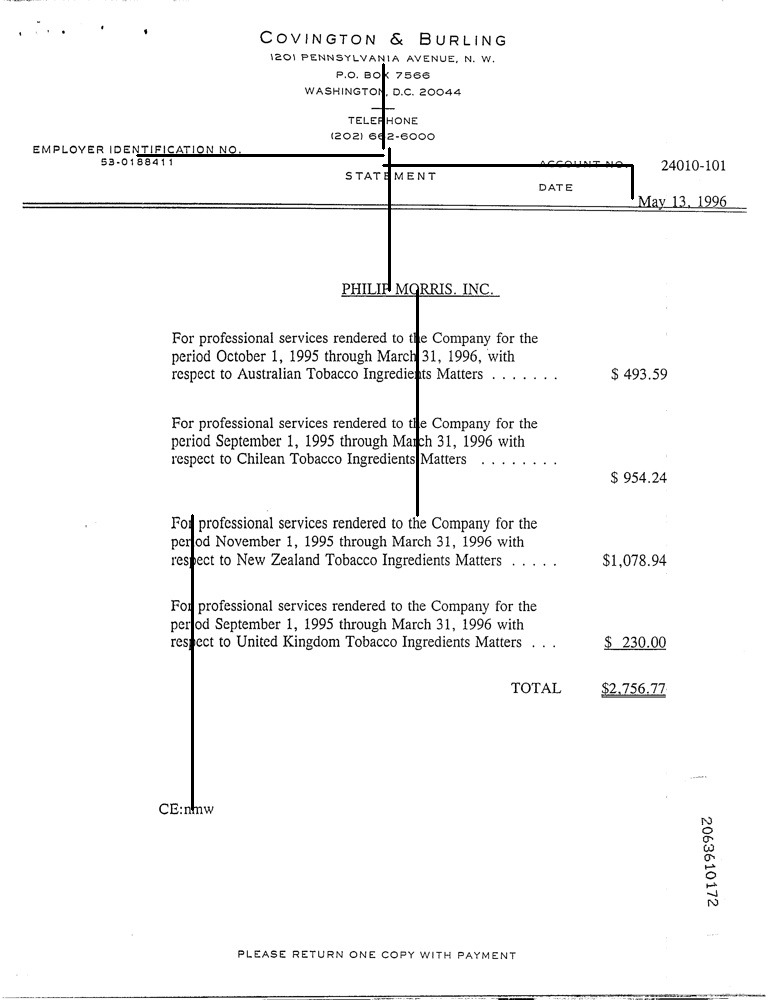 COVINGTON & BURLING
1201 PENNSYLVANIA AVENUE, N. W.
P.O. BOX 7566
WASHINGTON, D.C. 20044
TELEPHONE
(202) 662-6000
EMPLOYER IDENTIFICATION NO.
53-0188411
ACCOUNT NO. 24010-101
STATEMENT
DATE
May 13, 1996
PHILIP MORRIS. INC.
For professional services rendered to the Company for the
period October 1, 1995 through March 31, 1996, with
respect to Australian Tobacco Ingredients Matters . . . . . . . $ 493.59
For professional services rendered to the Company for the
period September 1, 1995 through March 31, 1996 with
respect to Chilean Tobacco Ingredients Matters . . . . . . . .
$ 954.24
For professional services rendered to the Company for the
period November 1, 1995 through March 31, 1996 with
respect to New Zealand Tobacco Ingredients Matters . . . . . $1,078.94
For professional services rendered to the Company for the
period September 1, 1995 through March 31, 1996 with
respect to United Kingdom Tobacco Ingredients Matters . . . $ 230.00
TOTAL $2,756.77
CE:nmw
2063610172
PLEASE RETURN ONE COPY WITH PAYMENT